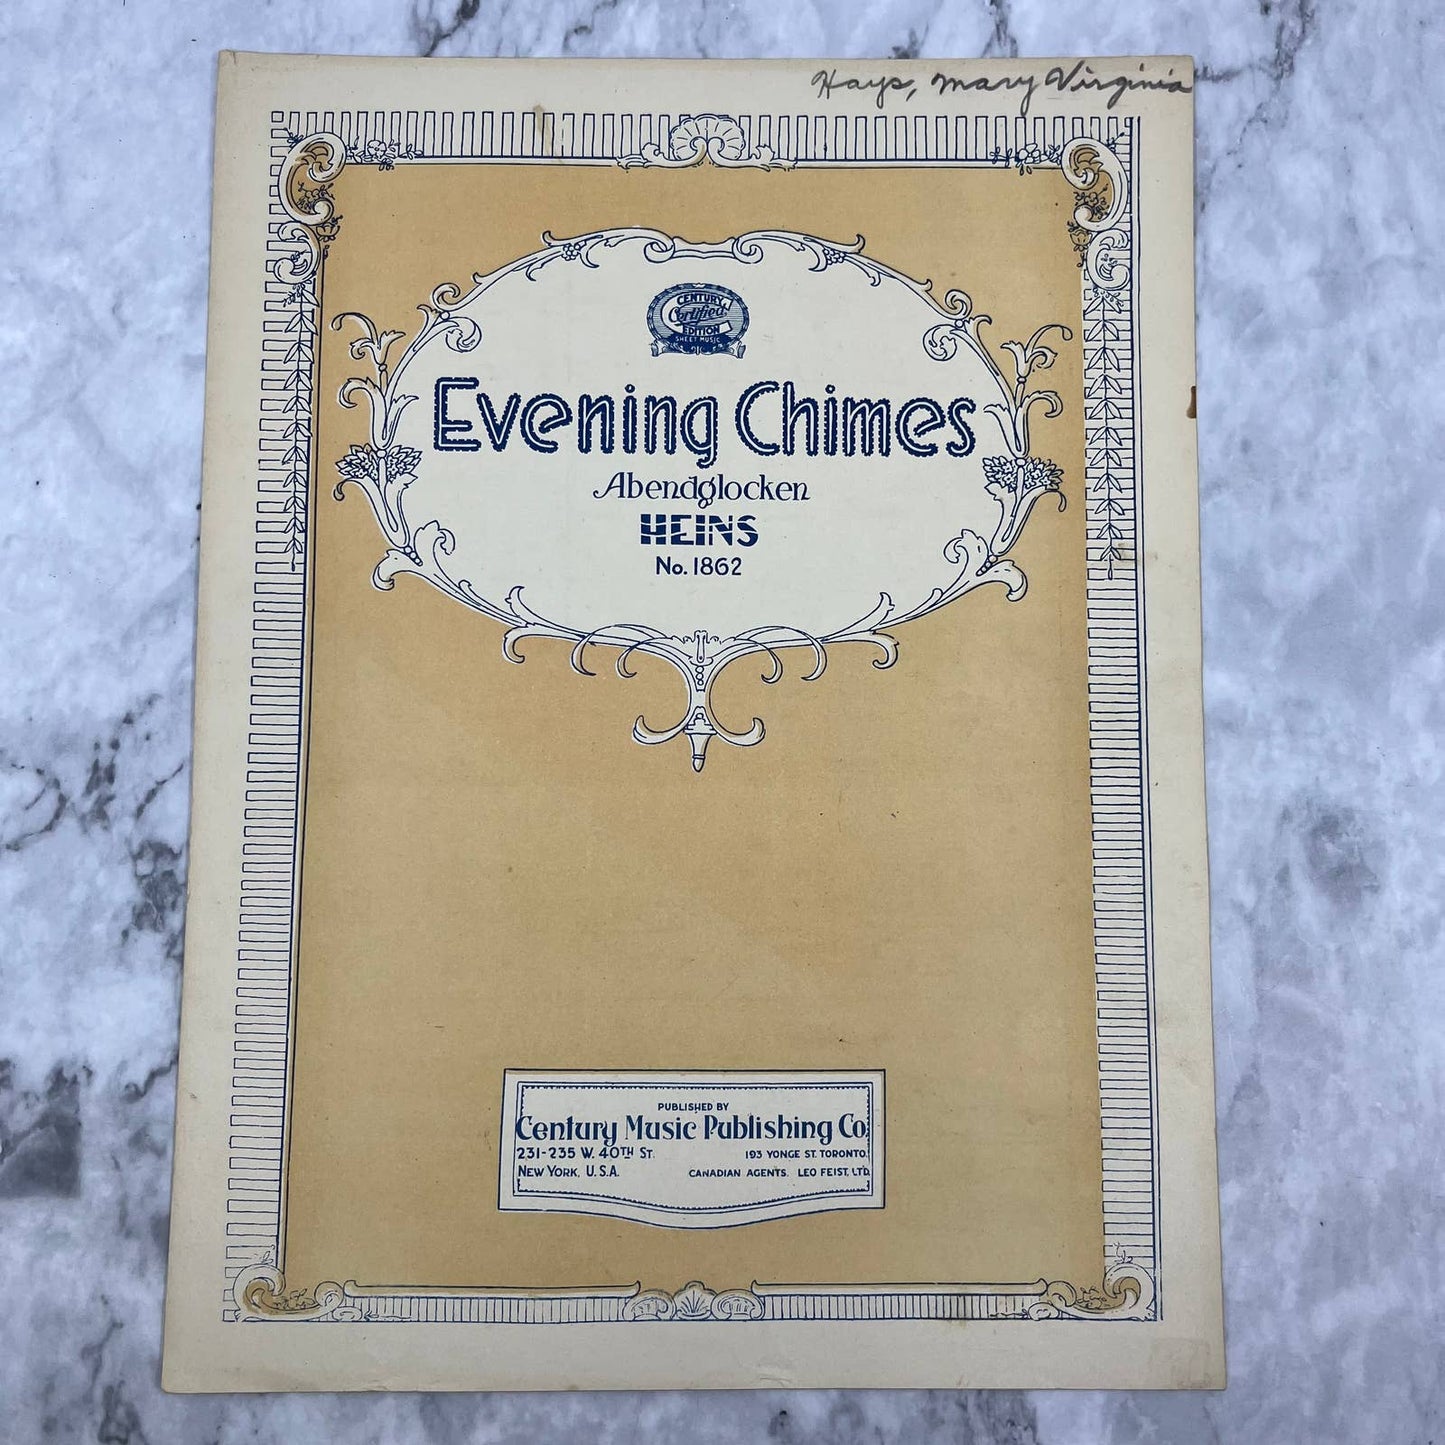 Hays, Mary Virginia
CENTURY
Certified
EDITION
SHEET MUSIC
Evening Chimes
Abendglocken
HEINS
No. 1862
PUBLISHED BY
Century Music Publishing Co.
231-235 W. 40TH ST. 193 YONGE ST. TORONTO.
NEW YORK, U.S.A. CANADIAN AGENTS. LEO FEIST, LTD.